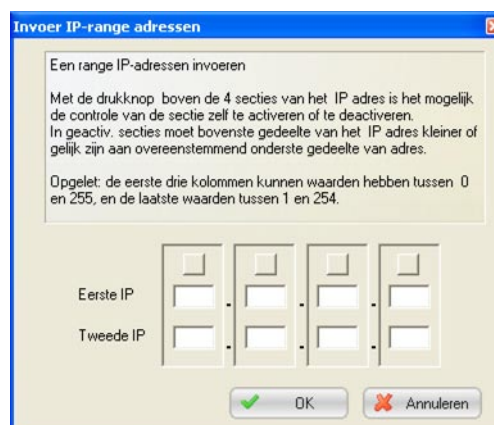 Invoer IP-range adressen
Een range IP-adressen invoeren
Met de drukknop boven de 4 secties van het IP adres is het mogelijk
de controle van de sectie zelf te activeren of te deactiveren.
In geactiv. secties moet bovenste gedeelte van het IP adres kleiner of
gelijk zijn aan overeenstemmend onderste gedeelte van adres.
Opgelet: de eerste drie kolommen kunnen waarden hebben tussen 0
en 255, en de laatste waarden tussen 1 en 254.
Eerste IP . . .
Tweede IP . . .
OK Annuleren